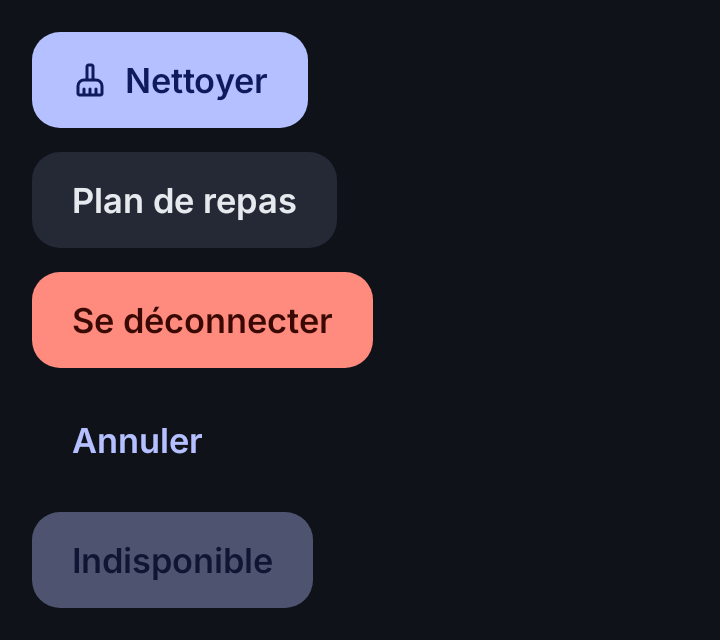 Nettoyer
Plan de repas
Se déconnecter
Annuler
Indisponible